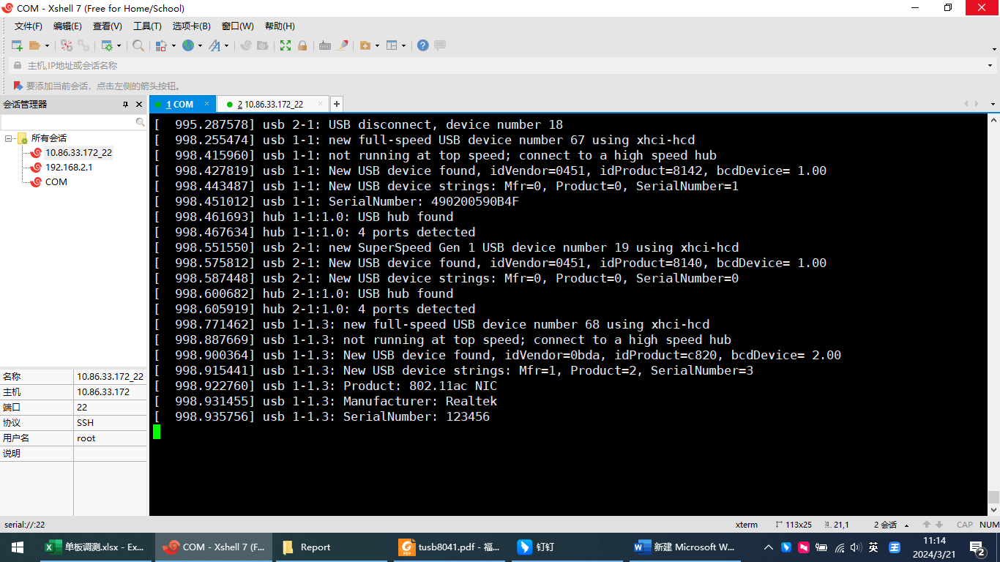 COM - Xshell 7 (Free for Home/School)
文件(F) 编辑(E) 查看(V) 工具(T) 选项卡(B) 窗口(W) 帮助(H)
主机,IP地址或会话名称
要添加当前会话，点击左侧的箭头按钮。
会话管理器
1 COM
2 10.86.33.172_22
所有会话
10.86.33.172_22
192.168.2.1
COM
[  995.287578] usb 2-1: USB disconnect, device number 18
[  998.255474] usb 1-1: new full-speed USB device number 67 using xhci-hcd
[  998.415960] usb 1-1: not running at top speed; connect to a high speed hub
[  998.427819] usb 1-1: New USB device found, idVendor=0451, idProduct=8142, bcdDevice= 1.00
[  998.443487] usb 1-1: New USB device strings: Mfr=0, Product=0, SerialNumber=1
[  998.451012] usb 1-1: SerialNumber: 490200590B4F
[  998.461693] hub 1-1:1.0: USB hub found
[  998.467634] hub 1-1:1.0: 4 ports detected
[  998.551550] usb 2-1: new SuperSpeed Gen 1 USB device number 19 using xhci-hcd
[  998.575812] usb 2-1: New USB device found, idVendor=0451, idProduct=8140, bcdDevice= 1.00
[  998.587448] usb 2-1: New USB device strings: Mfr=0, Product=0, SerialNumber=0
[  998.600682] hub 2-1:1.0: USB hub found
[  998.605919] hub 2-1:1.0: 4 ports detected
[  998.771462] usb 1-1.3: new full-speed USB device number 68 using xhci-hcd
[  998.887669] usb 1-1.3: not running at top speed; connect to a high speed hub
[  998.900364] usb 1-1.3: New USB device found, idVendor=0bda, idProduct=c820, bcdDevice= 2.00
[  998.915441] usb 1-1.3: New USB device strings: Mfr=1, Product=2, SerialNumber=3
[  998.922760] usb 1-1.3: Product: 802.11ac NIC
[  998.931455] usb 1-1.3: Manufacturer: Realtek
[  998.935756] usb 1-1.3: SerialNumber: 123456
名称 10.86.33.172_22
主机 10.86.33.172
端口 22
协议 SSH
用户名 root
说明
serial://:22 xterm 113x25 21,1 2 会话 CAP NUM
单板调测.xlsx - Ex... COM - Xshell 7 (F... Report tusb8041.pdf - 福... 钉钉 新建 Microsoft W... 英 11:14
2024/3/21 2